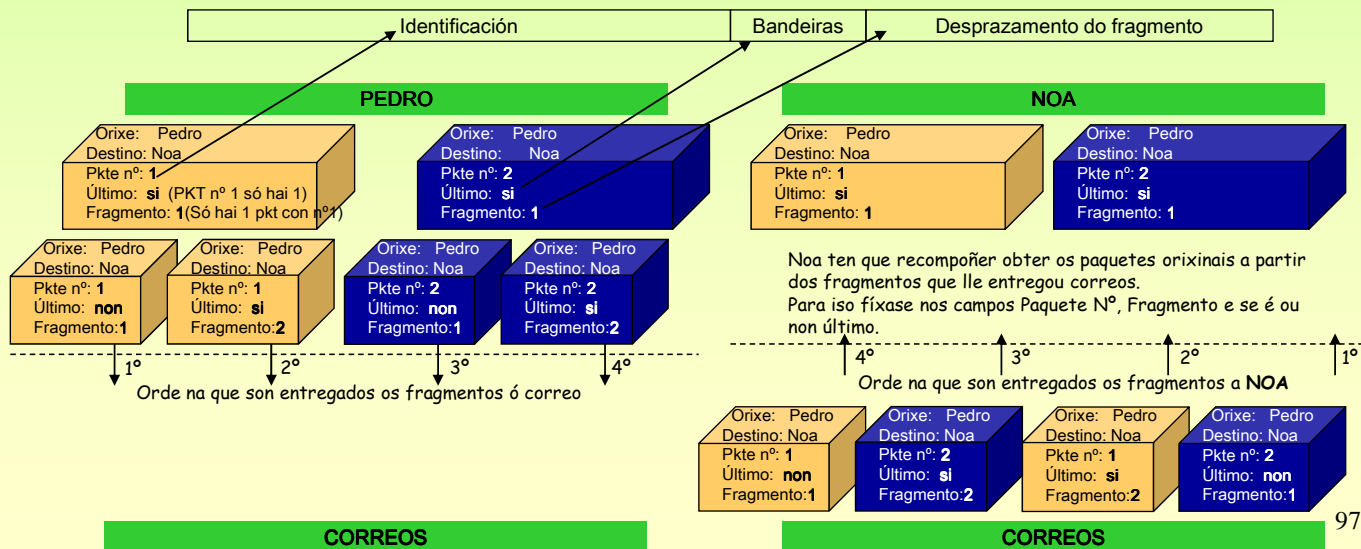 Identificación
Bandeiras
Desprazamento do fragmento
PEDRO
Orixe: Pedro
Destino: Noa
Pkte nº: 1
Último: si (PKT nº 1 só hai 1)
Fragmento: 1(Só hai 1 pkt con nº1)
Orixe: Pedro
Destino: Noa
Pkte nº: 2
Último: si
Fragmento: 1
Orixe: Pedro
Destino: Noa
Pkte nº: 1
Último: non
Fragmento:1
Orixe: Pedro
Destino: Noa
Pkte nº: 1
Último: si
Fragmento:2
Orixe: Pedro
Destino: Noa
Pkte nº: 2
Último: non
Fragmento:1
Orixe: Pedro
Destino: Noa
Pkte nº: 2
Último: si
Fragmento:2
1º
2º
3º
4º
Orde na que son entregados os fragmentos ó correo
CORREOS
NOA
Orixe: Pedro
Destino: Noa
Pkte nº: 1
Último: si
Fragmento: 1
Orixe: Pedro
Destino: Noa
Pkte nº: 2
Último: si
Fragmento: 1
Noa ten que recompoñer obter os paquetes orixinais a partir
dos fragmentos que lle entregou correos.
Para iso fíxase nos campos Paquete Nº, Fragmento e se é ou
non último.
4º
3º
2º
1º
Orde na que son entregados os fragmentos a NOA
Orixe: Pedro
Destino: Noa
Pkte nº: 1
Último: non
Fragmento:1
Orixe: Pedro
Destino: Noa
Pkte nº: 2
Último: si
Fragmento:2
Orixe: Pedro
Destino: Noa
Pkte nº: 1
Último: si
Fragmento:2
Orixe: Pedro
Destino: Noa
Pkte nº: 2
Último: non
Fragmento:1
CORREOS
97